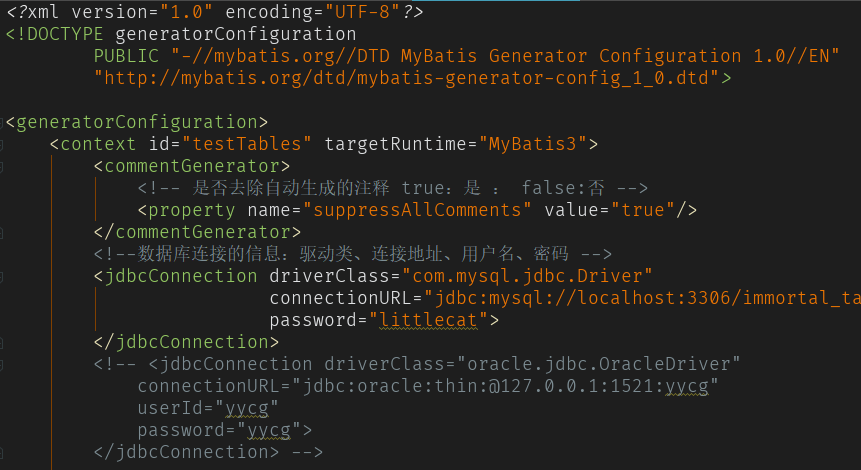 <?xml version="1.0" encoding="UTF-8"?>
<!DOCTYPE generatorConfiguration
PUBLIC "-//mybatis.org//DTD MyBatis Generator Configuration 1.0//EN"
"http://mybatis.org/dtd/mybatis-generator-config_1_0.dtd">
<generatorConfiguration>
<context id="testTables" targetRuntime="MyBatis3">
<commentGenerator>
<!-- 是否去除自动生成的注释 true：是 ： false:否 -->
<property name="suppressAllComments" value="true"/>
</commentGenerator>
<!--数据库连接的信息：驱动类、连接地址、用户名、密码 -->
<jdbcConnection driverClass="com.mysql.jdbc.Driver"
connectionURL="jdbc:mysql://localhost:3306/immortal_ta
password="littlecat">
</jdbcConnection>
<!-- <jdbcConnection driverClass="oracle.jdbc.OracleDriver"
connectionURL="jdbc:oracle:thin:@127.0.0.1:1521:yycg"
userId="yycg"
password="yycg">
</jdbcConnection> -->